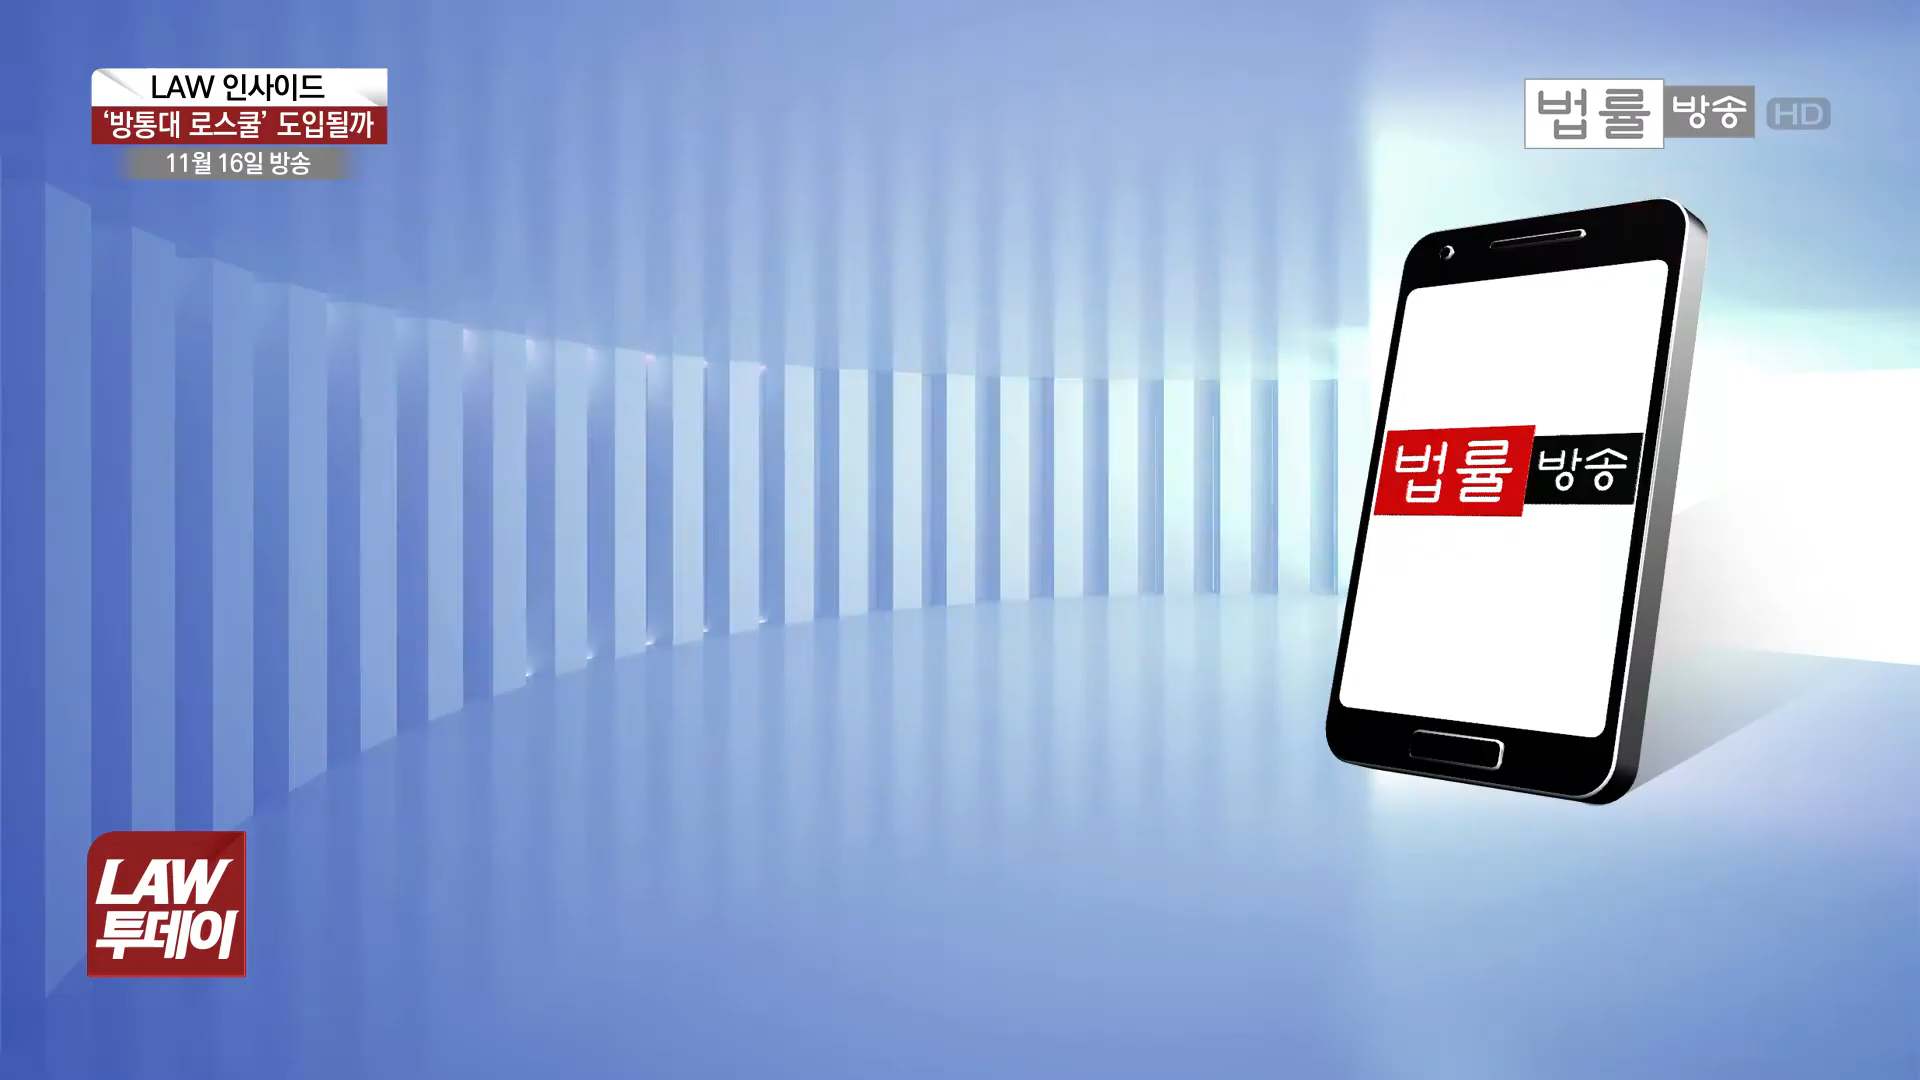 LAW 인사이드
‘방통대 로스쿨’ 도입될까
11월 16일 방송
법률방송 HD
법률방송
LAW
투데이